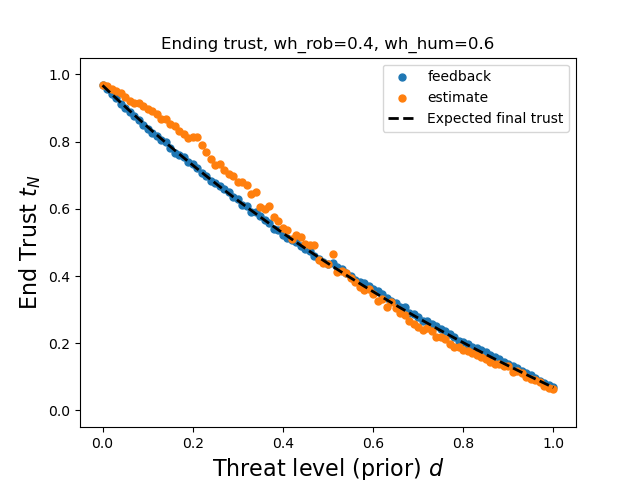 Ending trust, wh_rob=0.4, wh_hum=0.6
feedback
estimate
Expected final trust
End Trust t_N
1.0
0.8
0.6
0.4
0.2
0.0
0.0 0.2 0.4 0.6 0.8 1.0
Threat level (prior) d